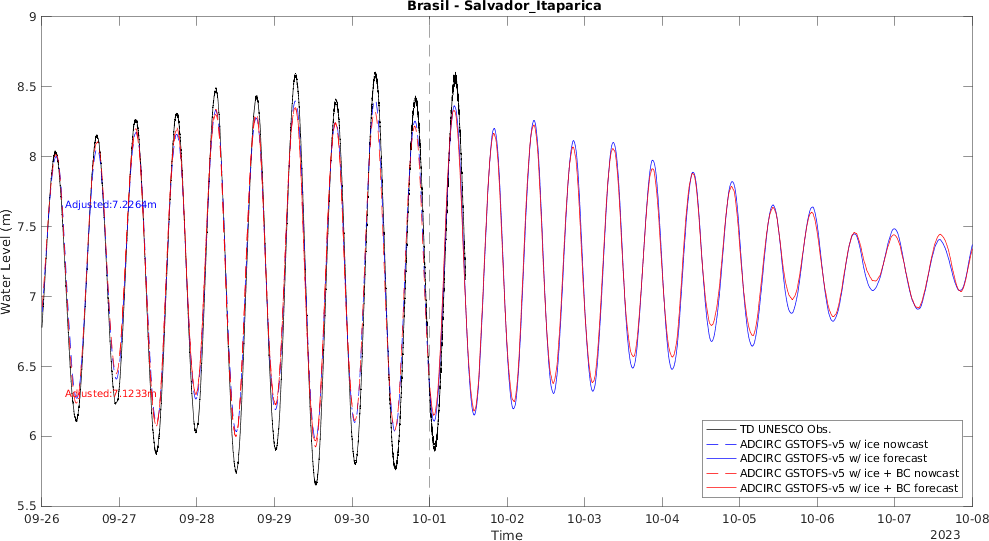 Brasil - Salvador_Itaparica
9
8.5
8
7.5
7
6.5
6
5.5
Water Level (m)
Adjusted:7.2264m
Adjusted:7.1233m
TD UNESCO Obs.
ADCIRC GSTOFS-v5 w/ ice nowcast
ADCIRC GSTOFS-v5 w/ ice forecast
ADCIRC GSTOFS-v5 w/ ice + BC nowcast
ADCIRC GSTOFS-v5 w/ ice + BC forecast
09-26 09-27 09-28 09-29 09-30 10-01 10-02 10-03 10-04 10-05 10-06 10-07 10-08
Time
2023